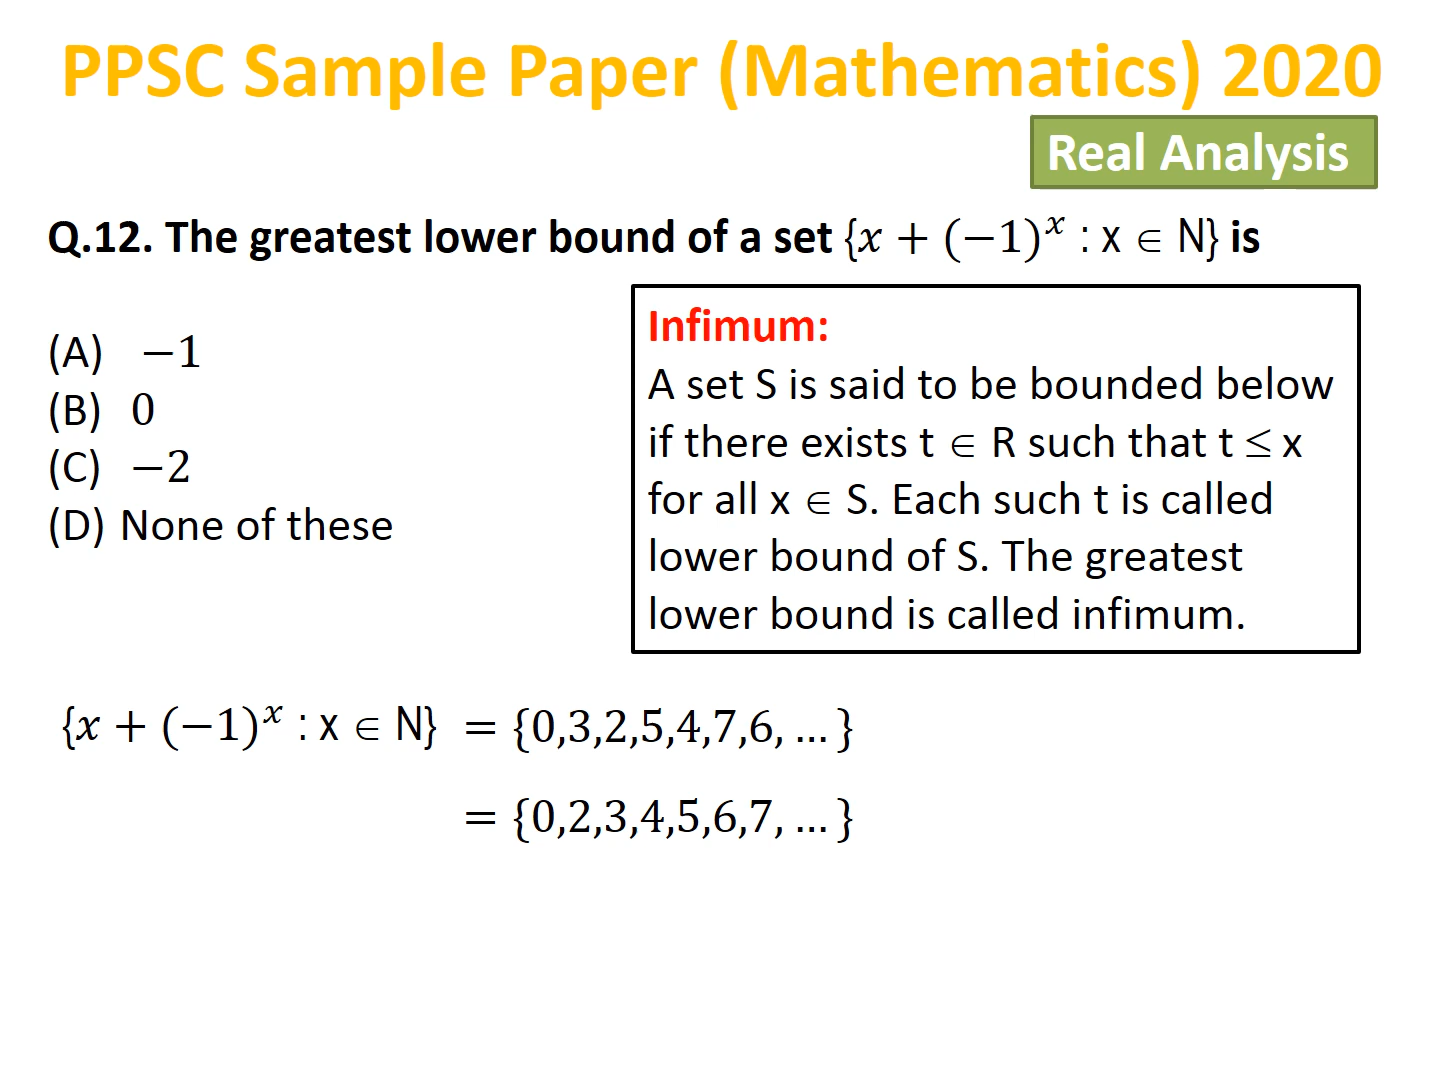 PPSC Sample Paper (Mathematics) 2020
Real Analysis
Q.12. The greatest lower bound of a set {𝑥 + (−1)ˣ : x ∈ N} is
(A) −1
(B) 0
(C) −2
(D) None of these
Infimum:
A set S is said to be bounded below
if there exists t ∈ R such that t ≤ x
for all x ∈ S. Each such t is called
lower bound of S. The greatest
lower bound is called infimum.
{𝑥 + (−1)ˣ : x ∈ N} = {0,3,2,5,4,7,6, … }
= {0,2,3,4,5,6,7, … }